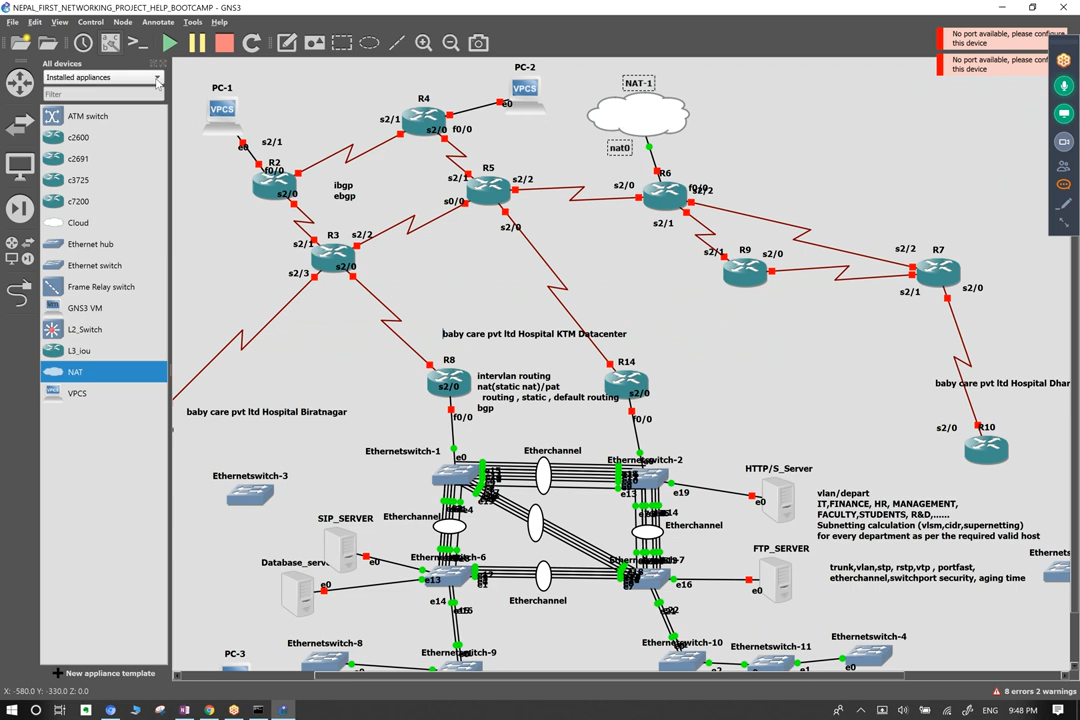 NEPAL_FIRST_NETWORKING_PROJECT_HELP_BOOTCAMP - GNS3
File Edit View Control Node Annotate Tools Help
No port available, please
this device
No port available, please
this device
All devices
Installed appliances
Filter
ATM switch
c2600
c2691
c3725
c7200
Cloud
Ethernet hub
Ethernet switch
Frame Relay switch
GNS3 VM
L2_Switch
L3_iou
NAT
VPCS
New appliance template
PC-1
VPCS
e0
s2/1
R2
f0/0
s2/0
R4
s2/1
s2/0
f0/0
PC-2
VPCS
e0
NAT-1
nat0
R5
s2/1
s2/2
s0/0
s2/0
R6
s2/0
s2/2
s2/1
ibgp
ebgp
R3
s2/1
s2/2
s2/3
s2/0
R9
s2/1
s2/0
R7
s2/2
s2/1
s2/0
baby care pvt ltd Hospital KTM Datacenter
R8
s2/0
f0/0
intervlan routing
nat(static nat)/pat
routing , static , default routing
bgp
R14
s2/0
f0/0
baby care pvt ltd Hospital Biratnagar
baby care pvt ltd Hospital Dhar
s2/0
R10
Ethernetswitch-1
e0
Etherchannel
Ethernetswitch-2
e13
e19
HTTP/S_Server
e0
Ethernetswitch-3
SIP_SERVER
e0
Etherchannel
Etherchannel
vlan/depart
IT,FINANCE, HR, MANAGEMENT,
FACULTY,STUDENTS, R&D,......
Subnetting calculation (vlsm,cidr,supernetting)
for every department as per the required valid host
Database_serv
e0
e13
e14
e16
FTP_SERVER
e0
Etherchannel
trunk,vlan,stp, rstp,vtp , portfast,
etherchannel,switchport security, aging time
Ethernetswitch-8
Ethernetswitch-9
Ethernetswitch-10
Ethernetswitch-11
Ethernetswitch-4
e0
PC-3
X: -580.0 Y: -330.0 Z: 0.0
8 errors 2 warnings
ENG
9:48 PM